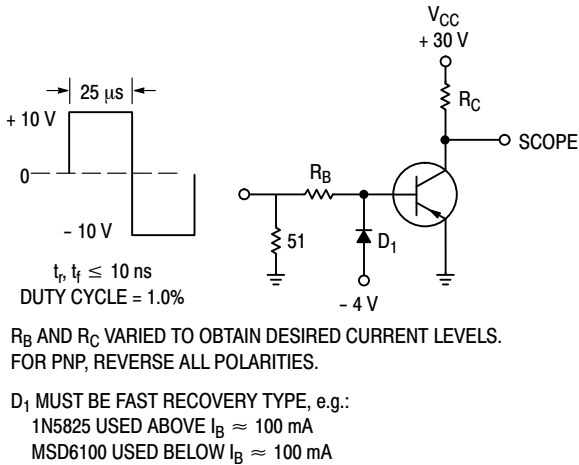 V_CC
+ 30 V
25 μs
R_C
+ 10 V
SCOPE
R_B
0
51
D_1
– 10 V
– 4 V
t_r, t_f ≤ 10 ns
DUTY CYCLE = 1.0%
R_B AND R_C VARIED TO OBTAIN DESIRED CURRENT LEVELS.
FOR PNP, REVERSE ALL POLARITIES.
D_1 MUST BE FAST RECOVERY TYPE, e.g.:
1N5825 USED ABOVE I_B ≈ 100 mA
MSD6100 USED BELOW I_B ≈ 100 mA